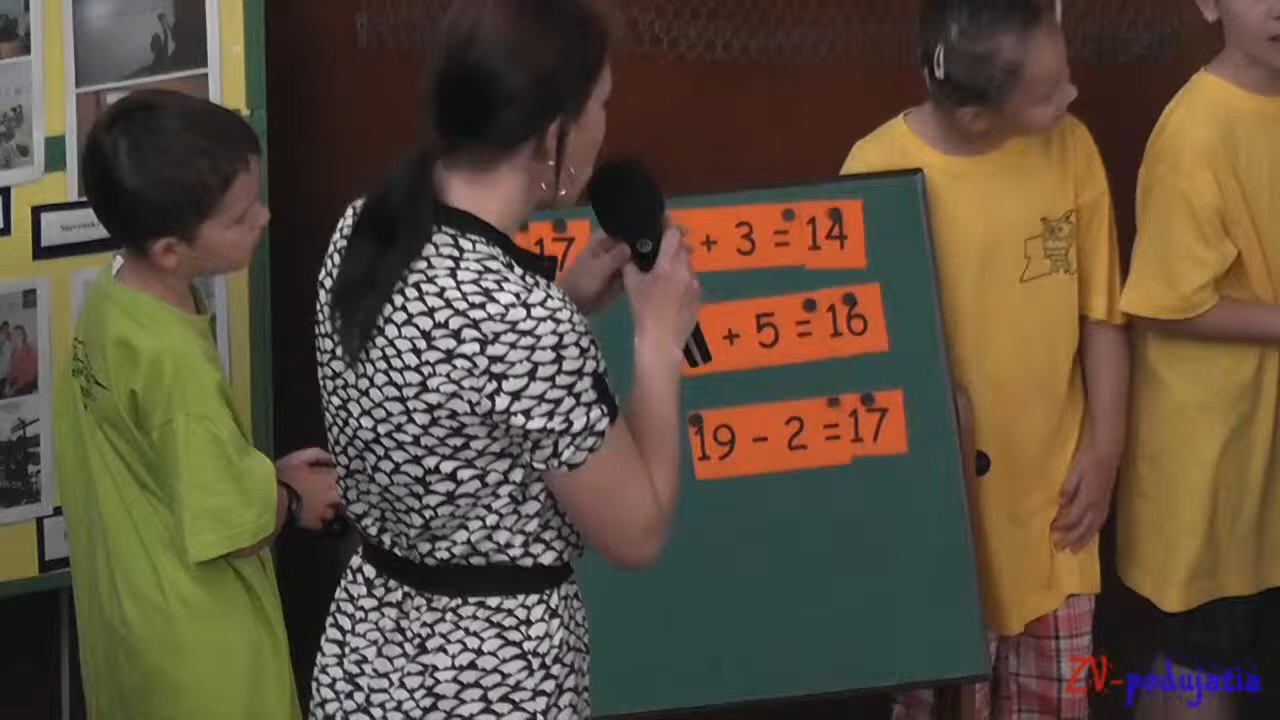 17
+ 3 = 14
+ 5 = 16
19 - 2 = 17
ZV-podujatia